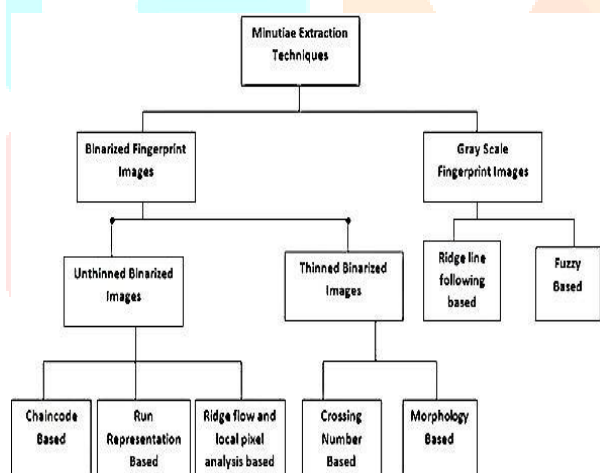 Minutiae Extraction
Techniques
Binarized Fingerprint
Images
Gray Scale
Fingerprint Images
Unthinned Binarized
Images
Thinned Binarized
Images
Ridge line
following
based
Fuzzy
Based
Chaincode
Based
Run
Representation
Based
Ridge flow and
local pixel
analysis based
Crossing
Number
Based
Morphology
Based